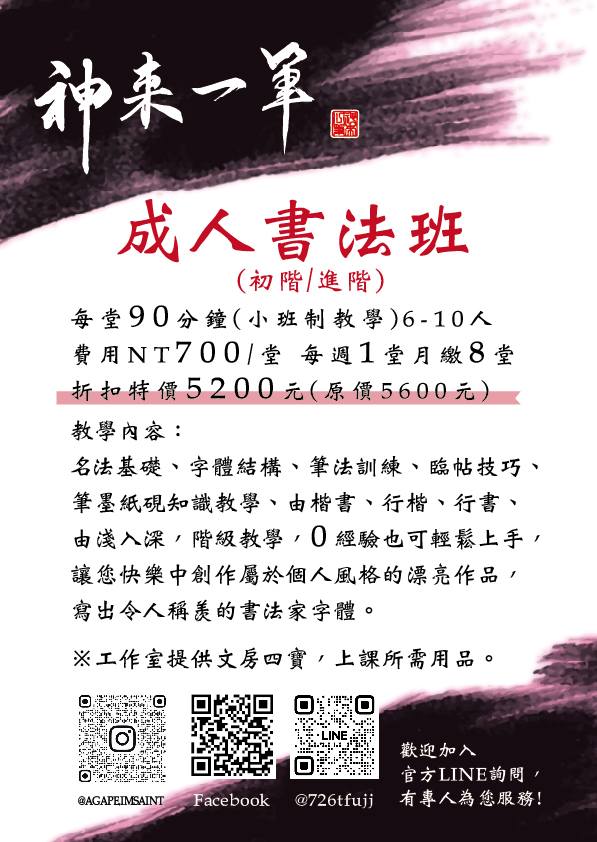 神来一筆
成人書法班
(初階/進階)
每堂90分鐘(小班制教學)6-10人
費用NT700/堂 每週1堂月繳8堂
折扣特價5200元(原價5600元)
教學內容：
名法基礎、字體結構、筆法訓練、臨帖技巧、
筆墨紙硯知識教學、由楷書、行楷、行書、
由淺入深，階級教學，0經驗也可輕鬆上手，
讓您快樂中創作屬於個人風格的漂亮作品，
寫出令人稱羨的書法家字體。
※工作室提供文房四寶，上課所需用品。
LINE
@AGAPEIMSAINT
Facebook
@726tfujj
歡迎加入
官方LINE詢問，
有專人為您服務!